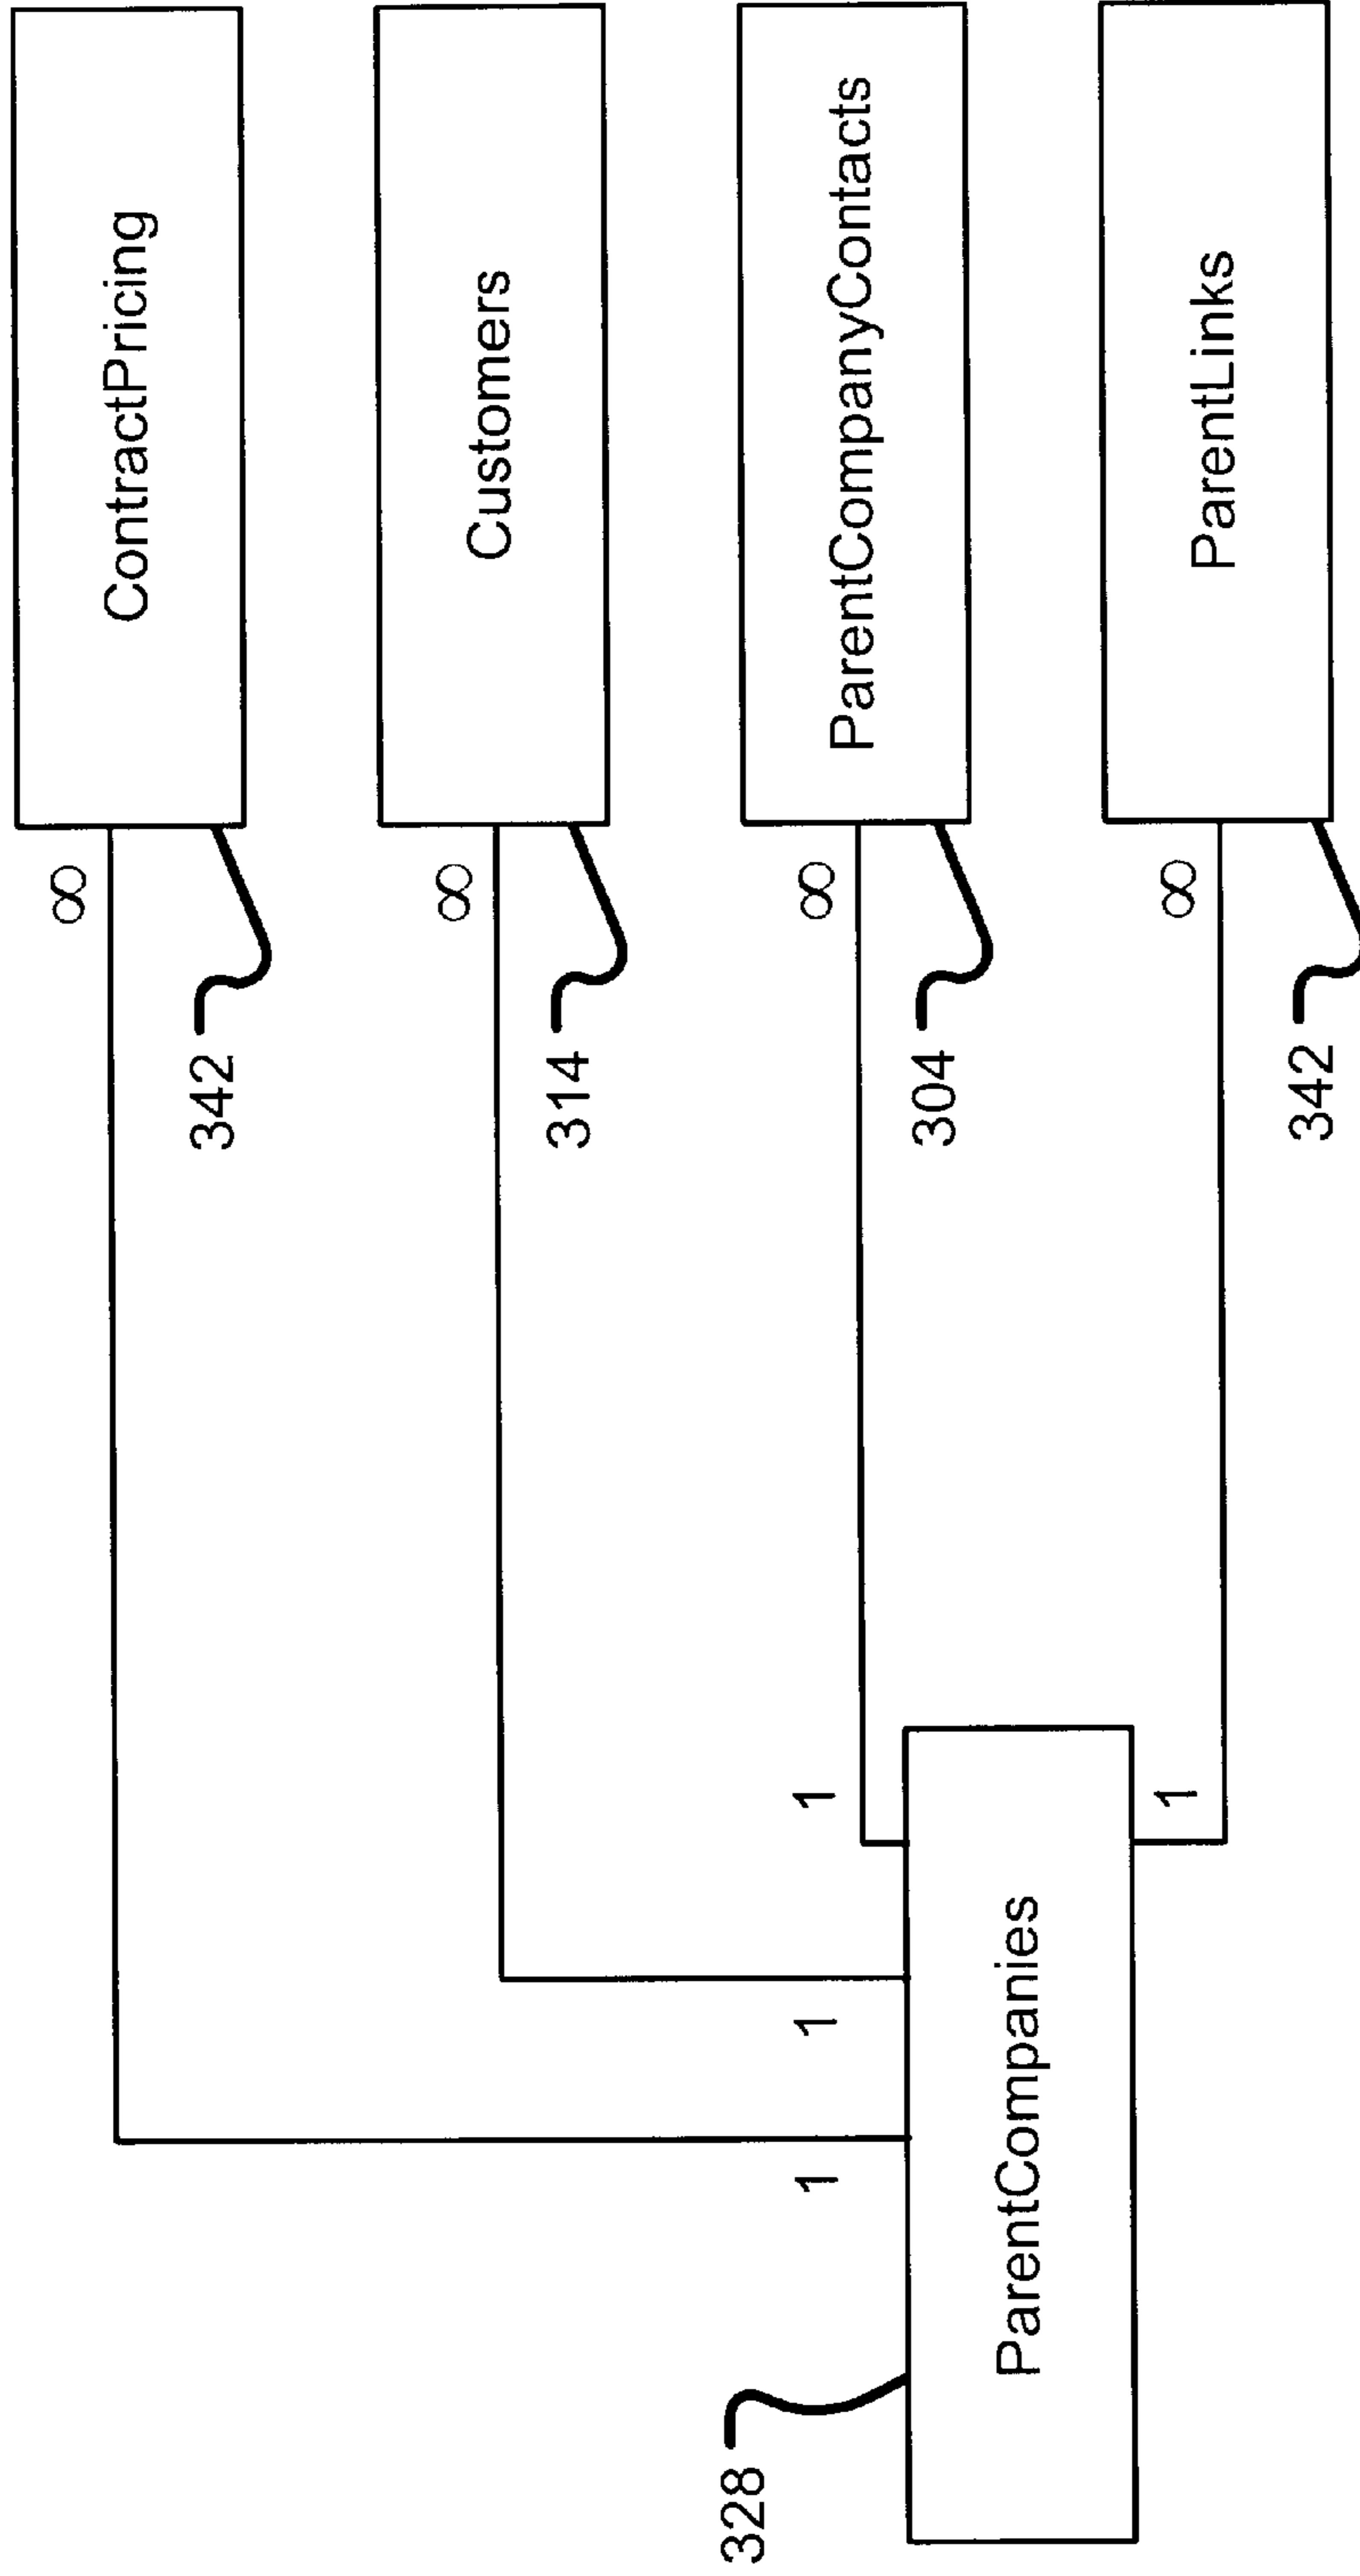 ∞
ContractPricing
342
∞
Customers
314
328
1
1
1
∞
ParentCompanyContacts
304
ParentCompanies
1
∞
ParentLinks
342